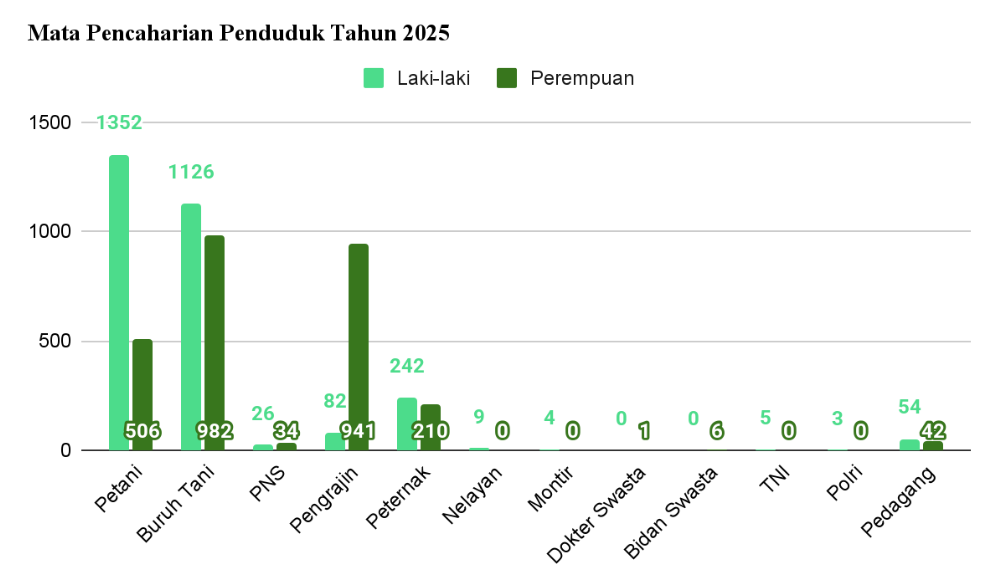 Mata Pencaharian Penduduk Tahun 2025
Laki-laki Perempuan
1500
1000
500
0
1352 1126 26 82 242 9 4 0 0 5 3 54
506 982 34 941 210 0 0 1 6 0 0 42
Petani Buruh Tani PNS Pengrajin Peternak Nelayan Montir Dokter Swasta Bidan Swasta TNI Polri Pedagang